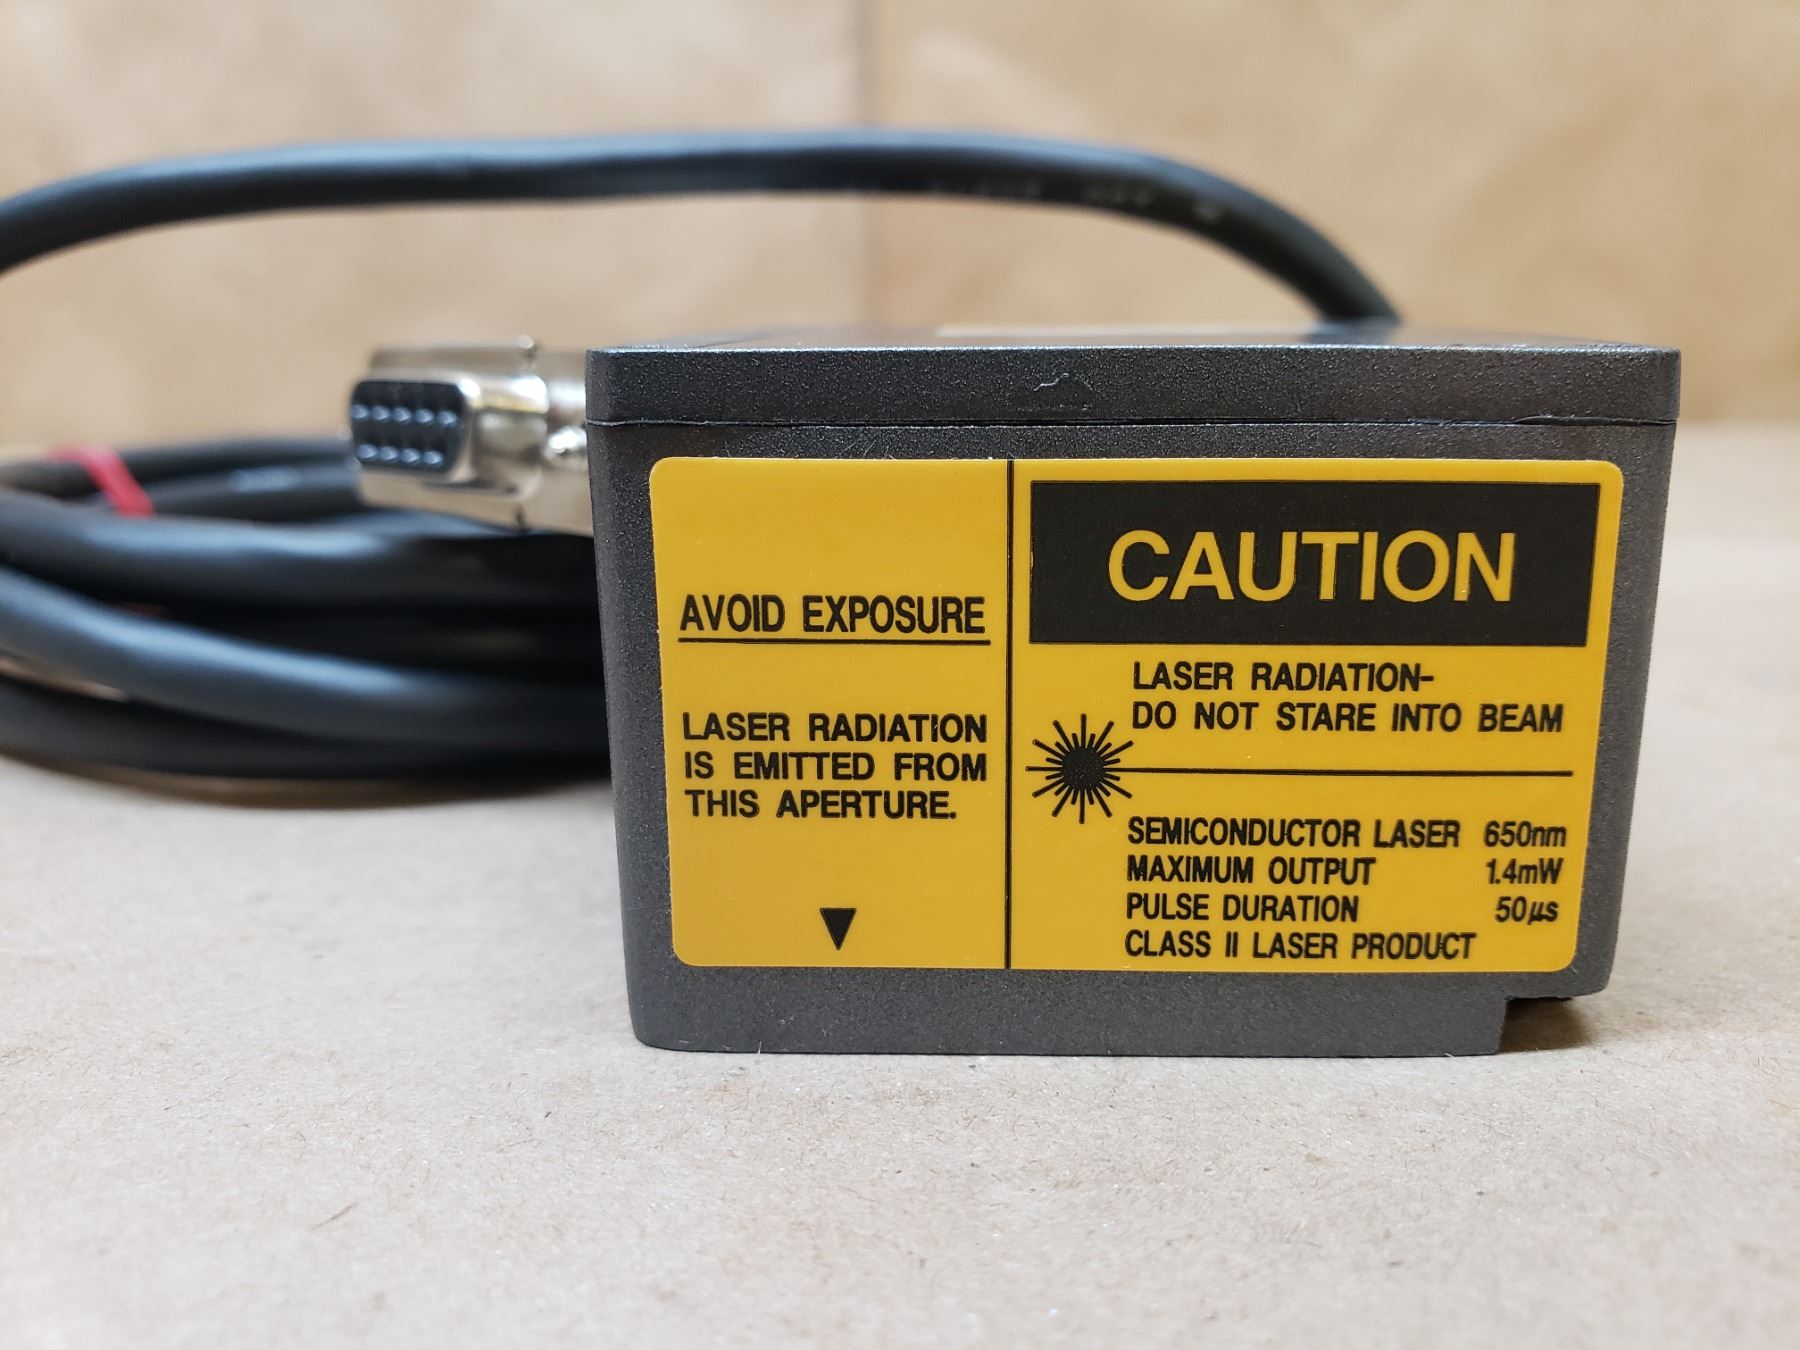 AVOID EXPOSURE
LASER RADIATION
IS EMITTED FROM
THIS APERTURE.
CAUTION
LASER RADIATION-
DO NOT STARE INTO BEAM
SEMICONDUCTOR LASER 650nm
MAXIMUM OUTPUT 1.4mW
PULSE DURATION 50μs
CLASS II LASER PRODUCT